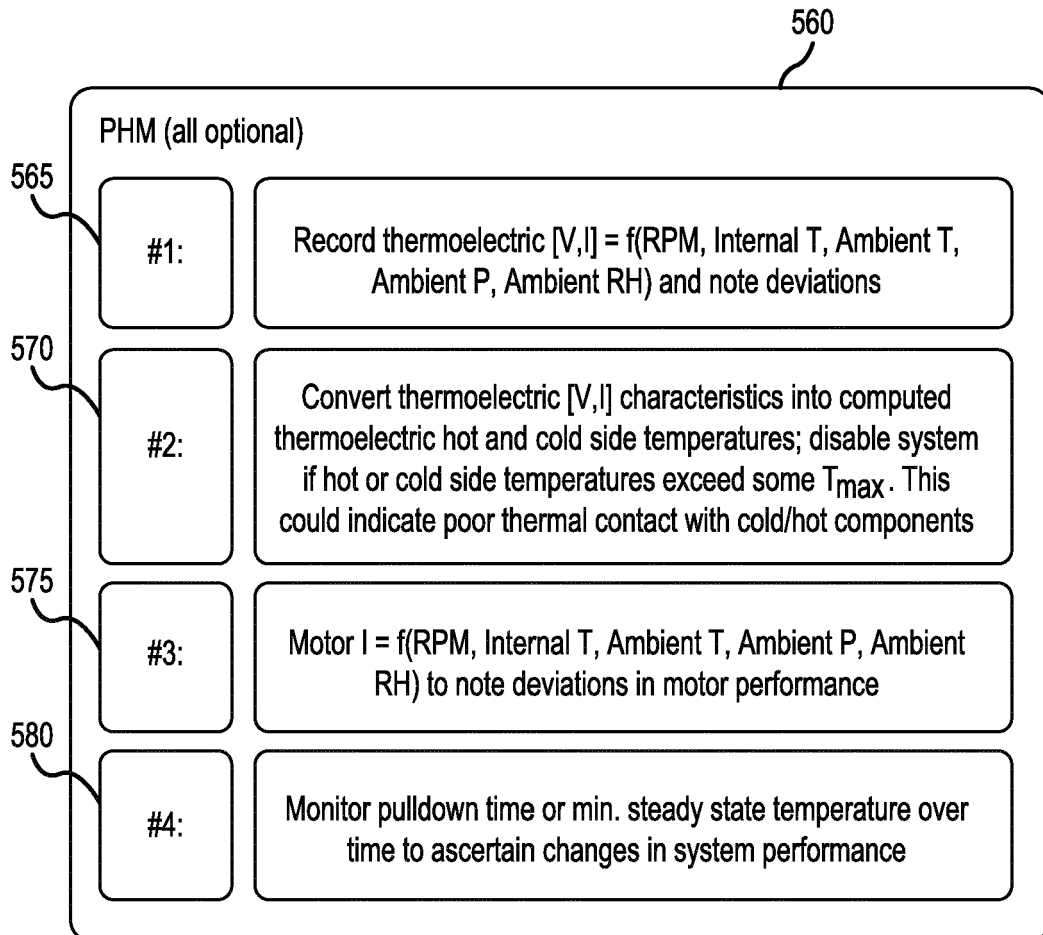 560
PHM (all optional)
565
#1:
Record thermoelectric [V,I] = f(RPM, Internal T, Ambient T,
Ambient P, Ambient RH) and note deviations
570
#2:
Convert thermoelectric [V,I] characteristics into computed
thermoelectric hot and cold side temperatures; disable system
if hot or cold side temperatures exceed some Tmax. This
could indicate poor thermal contact with cold/hot components
575
#3:
Motor I = f(RPM, Internal T, Ambient T, Ambient P, Ambient
RH) to note deviations in motor performance
580
#4:
Monitor pulldown time or min. steady state temperature over
time to ascertain changes in system performance